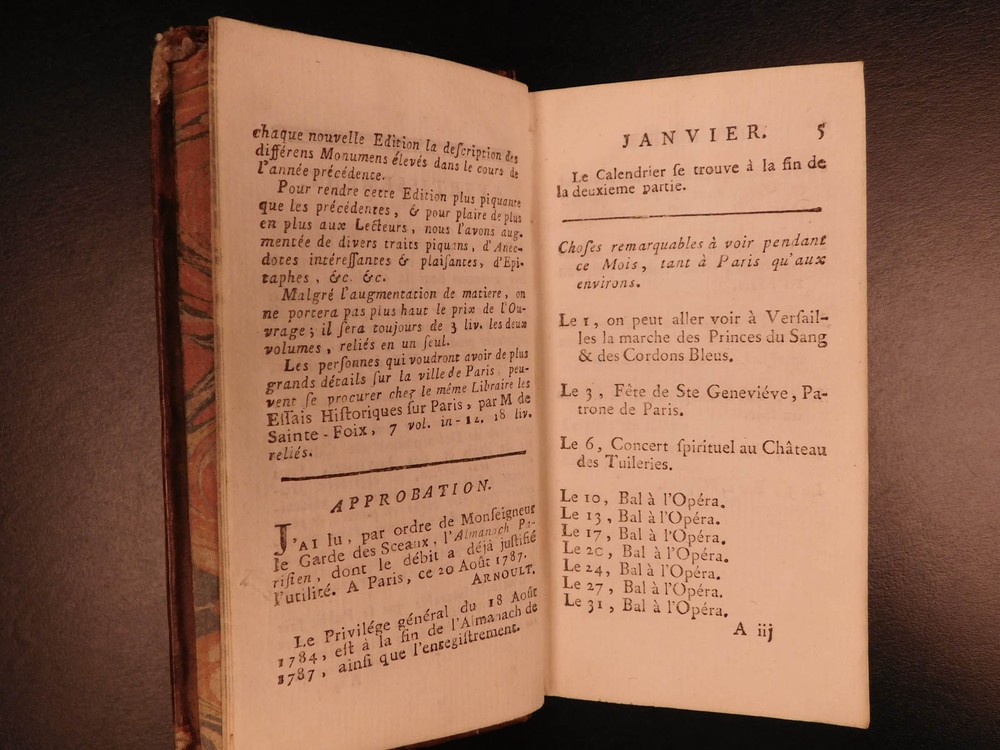 chaque nouvelle Edition la deſcription des
différens Monumens élevés dans le cours de
l'année précédente.
Pour rendre cette Edition plus piquante
que les précédentes, & pour plaire de plus
en plus aux Lecteurs, nous l'avons aug-
mentée de divers traits piquans, d'Anec-
dotes intéreſſantes & plaiſantes, d'Epi-
taphes, &c. &c.
Malgré l'augmentation de matiere, on
ne portera pas plus haut le prix de l'Ou-
vrage; il ſera toujours de 3 liv. les deux
volumes, reliés en un ſeul.
Les perſonnes qui voudront avoir de plus
grands détails ſur la ville de Paris, peu-
vent ſe procurer chez le même Libraire les
Eſſais Hiſtoriques ſur Paris, par M de
Sainte-Foix, 7 vol. in-12. 18 liv.
reliés.
APPROBATION.
J'AI lu, par ordre de Monſeigneur
le Garde des Sceaux, l'Almanach Pa-
riſien, dont le débit a déjà juſtifié
l'utilité. A Paris, ce 20 Août 1787.
ARNOULT.
Le Privilége général du 18 Août
1784, eſt à la fin de l'Almanach de
1787, ainſi que l'enregiſtrement.
JANVIER. 5
Le Calendrier ſe trouve à la fin de
la deuxieme partie.
Choſes remarquables à voir pendant
ce Mois, tant à Paris qu'aux
environs.
Le 1, on peut aller voir à Verſail-
les la marche des Princes du Sang
& des Cordons Bleus.
Le 3, Fête de Ste Geneviéve, Pa-
trone de Paris.
Le 6, Concert ſpirituel au Château
des Tuileries.
Le 10, Bal à l'Opéra.
Le 13, Bal à l'Opéra.
Le 17, Bal à l'Opéra.
Le 20, Bal à l'Opéra.
Le 24, Bal à l'Opéra.
Le 27, Bal à l'Opéra.
Le 31, Bal à l'Opéra.
A iij